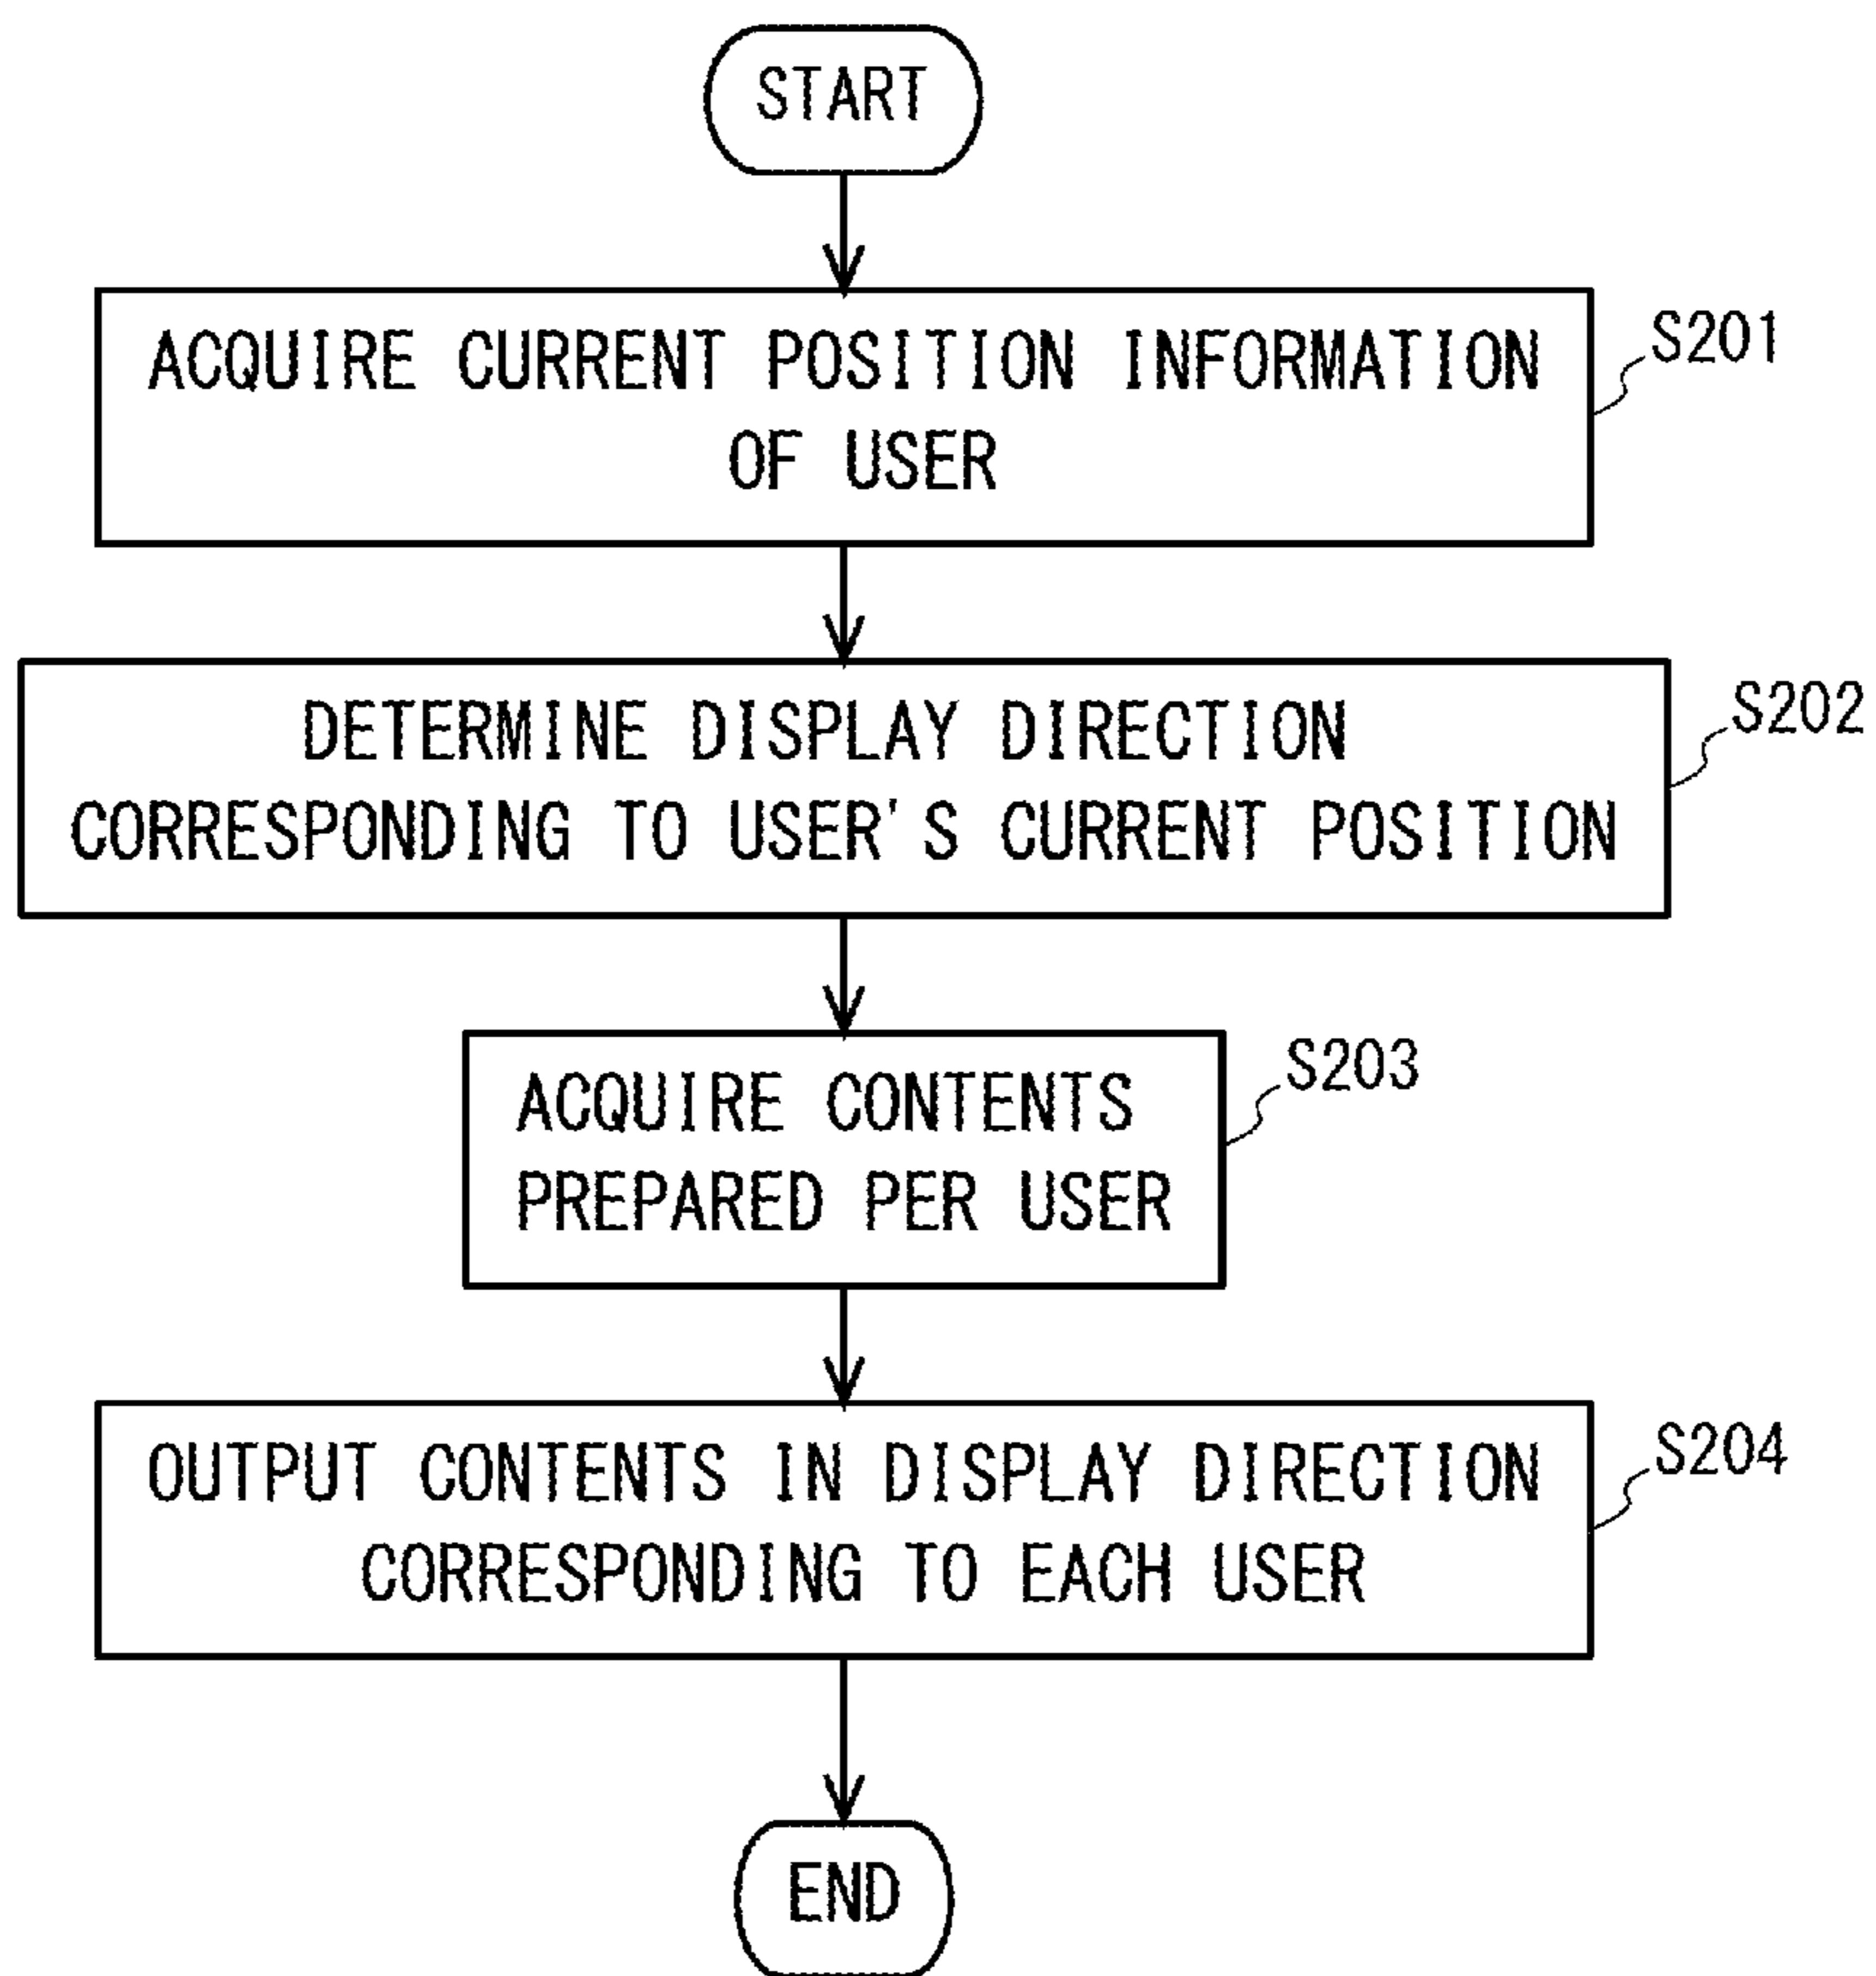 START
ACQUIRE CURRENT POSITION INFORMATION
OF USER
S201
DETERMINE DISPLAY DIRECTION
CORRESPONDING TO USER'S CURRENT POSITION
S202
ACQUIRE CONTENTS
PREPARED PER USER
S203
OUTPUT CONTENTS IN DISPLAY DIRECTION
CORRESPONDING TO EACH USER
S204
END